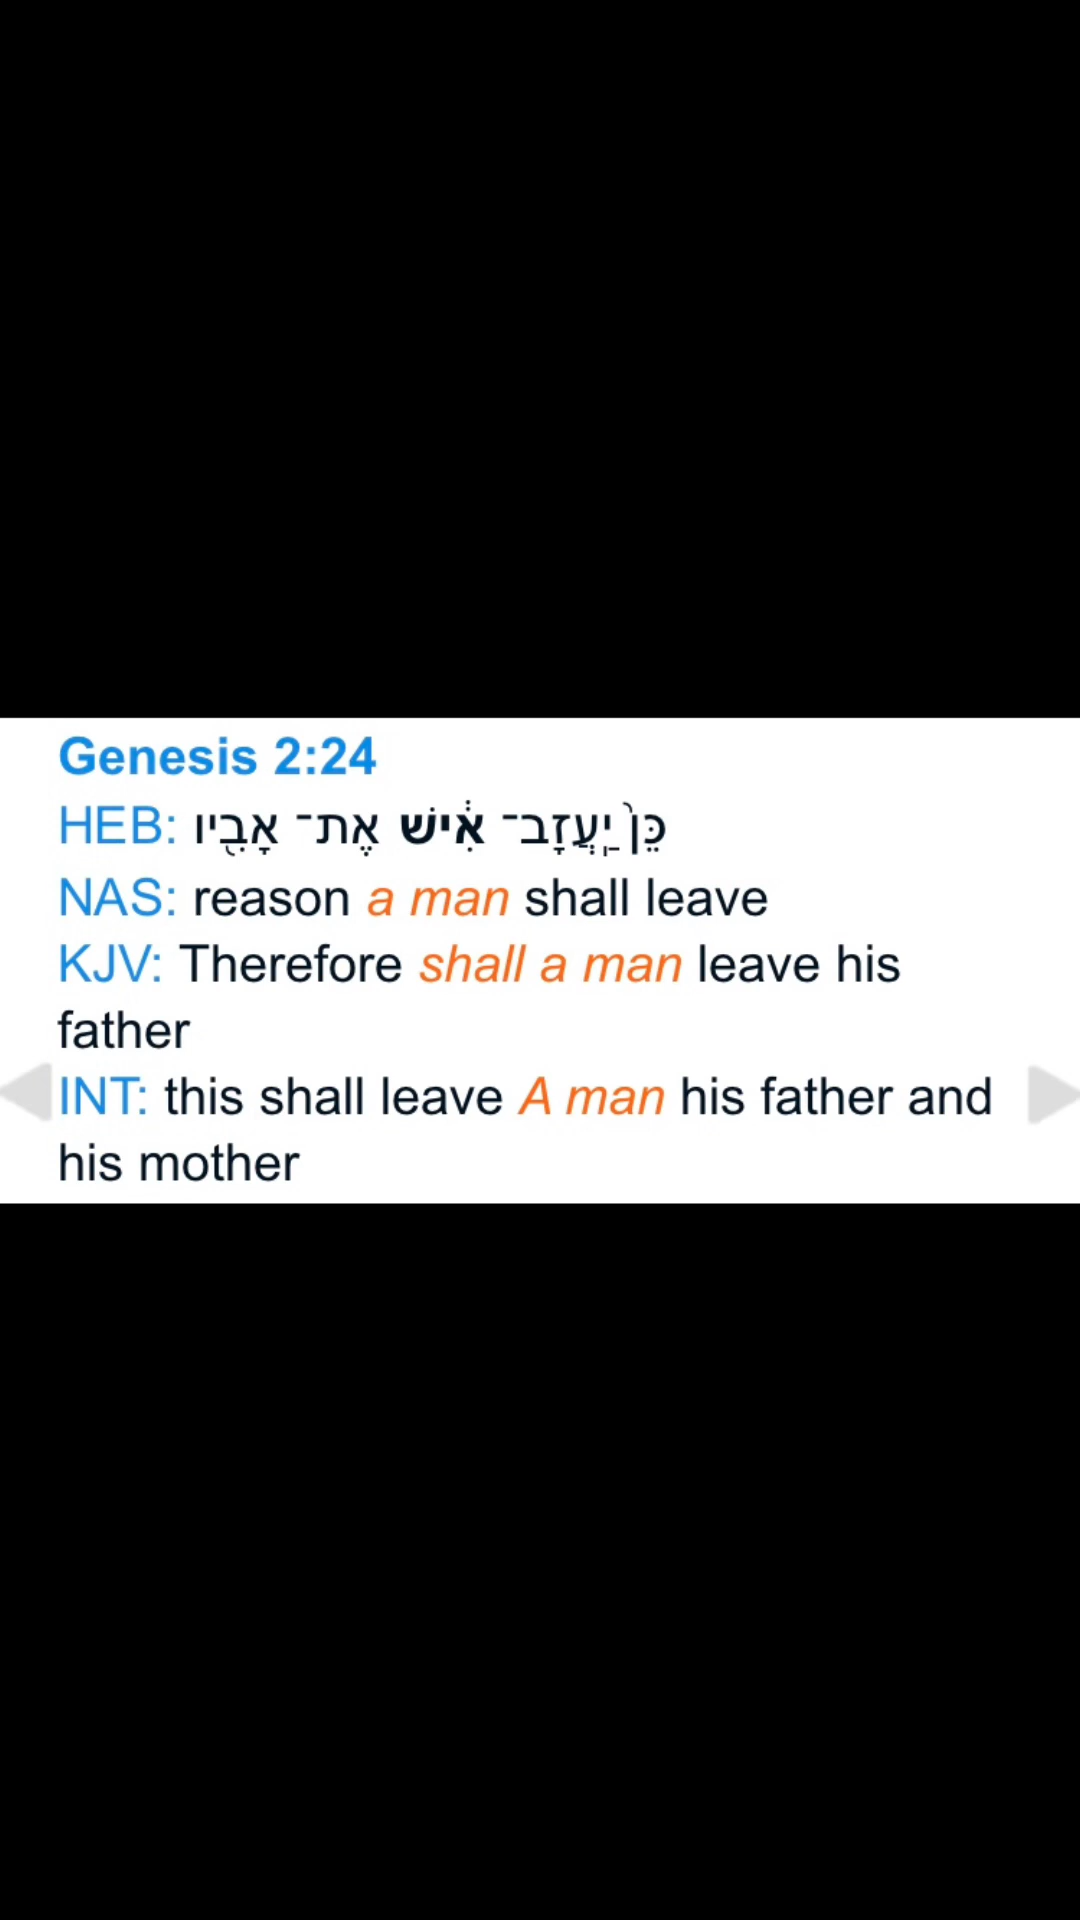 Genesis 2:24
HEB: כֵּן֙ יַֽעֲזָב־ אִ֔ישׁ אֶת־ אָבִ֖יו
NAS: reason a man shall leave
KJV: Therefore shall a man leave his
father
INT: this shall leave A man his father and
his mother